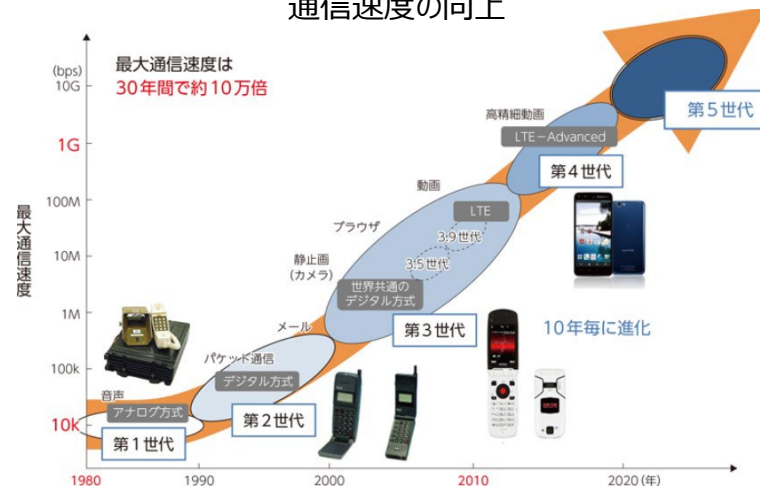 通信速度の向上
(bps)
10G
1G
100M
10M
1M
100k
10k
最大通信速度
最大通信速度は
30年間で約10万倍
第5世代
高精細動画
LTE－Advanced
第4世代
動画
LTE
ブラウザ
3.9世代
3.5世代
静止画
(カメラ)
世界共通の
デジタル方式
第3世代
10年毎に進化
メール
パケット通信
デジタル方式
第2世代
音声
アナログ方式
第1世代
1980
1990
2000
2010
2020(年)